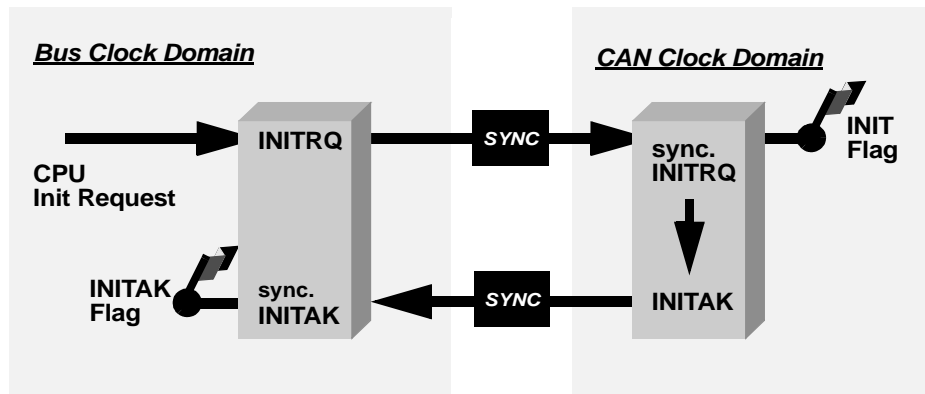 Bus Clock Domain
CAN Clock Domain
INITRQ
SYNC
sync.
INITRQ
INIT
Flag
CPU
Init Request
INITAK
Flag
sync.
INITAK
SYNC
INITAK